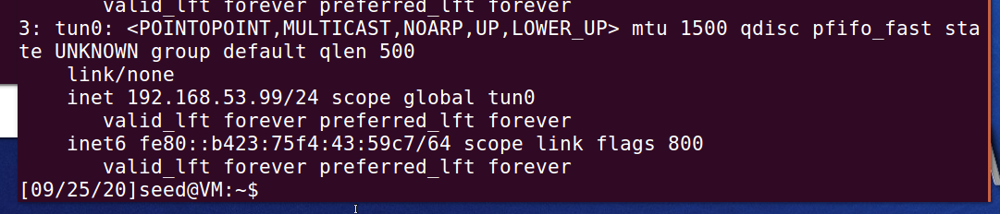 valid_lft forever preferred_lft forever
3: tun0: <POINTOPOINT,MULTICAST,NOARP,UP,LOWER_UP> mtu 1500 qdisc pfifo_fast sta
te UNKNOWN group default qlen 500
link/none
inet 192.168.53.99/24 scope global tun0
valid_lft forever preferred_lft forever
inet6 fe80::b423:75f4:43:59c7/64 scope link flags 800
valid_lft forever preferred_lft forever
[09/25/20]seed@VM:~$